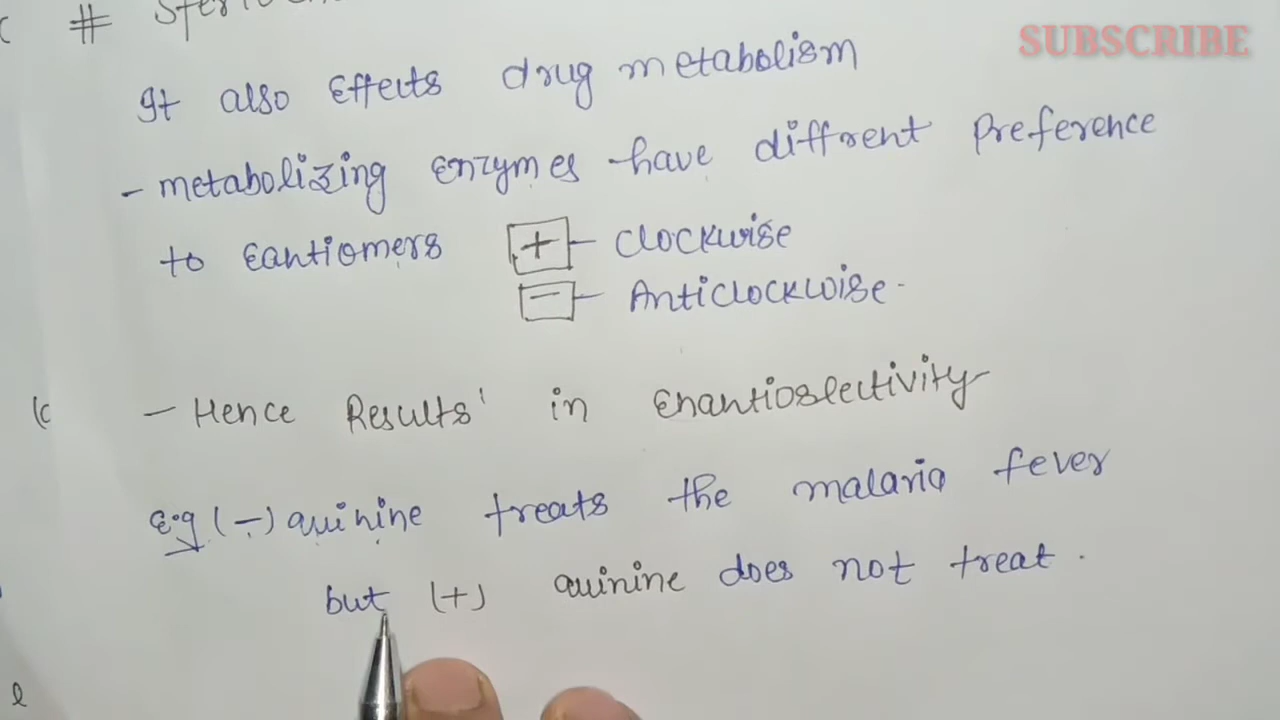 #
SUBSCRIBE
It also Effects drug metabolism
- metabolizing enzymes have diffrent Preference
to eantiomers + - Clockwise
- - Anticlockwise.
- Hence Results' in Enantioslectivity
e.g (-) quinine treats the malaria fever
but (+) quinine does not treat.
l